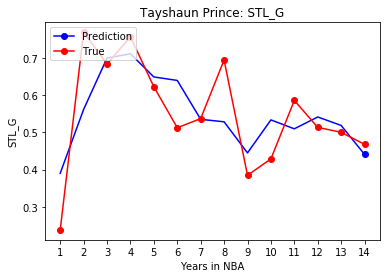 Tayshaun Prince: STL_G
Prediction
True
STL_G
0.7
0.6
0.5
0.4
0.3
1 2 3 4 5 6 7 8 9 10 11 12 13 14
Years in NBA